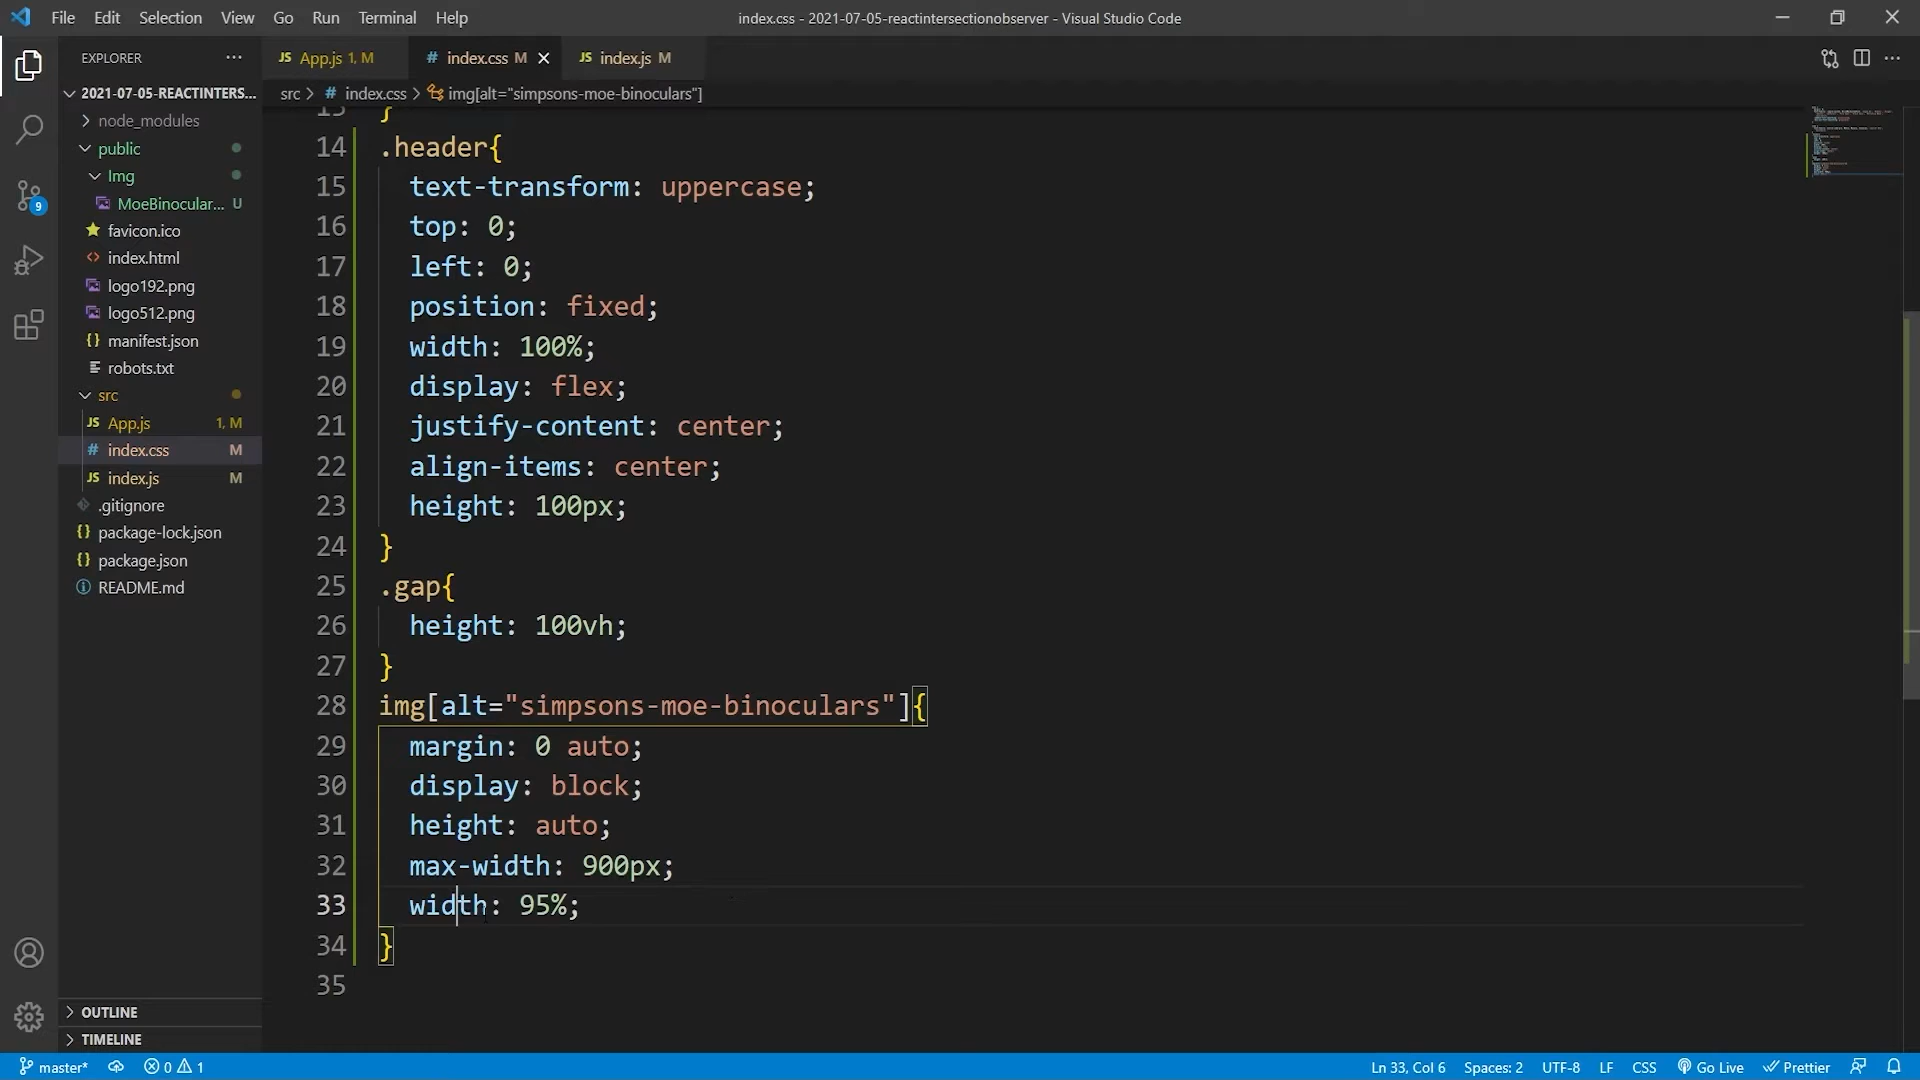 File Edit Selection View Go Run Terminal Help
index.css - 2021-07-05-reactintersectionobserver - Visual Studio Code
EXPLORER
JS App.js 1, M
# index.css M
JS index.js M
src > # index.css > img[alt="simpsons-moe-binoculars"]
2021-07-05-REACTINTERS...
node_modules
public
Img
MoeBinocular... U
favicon.ico
index.html
logo192.png
logo512.png
manifest.json
robots.txt
src
JS App.js 1, M
# index.css M
JS index.js M
.gitignore
package-lock.json
package.json
README.md
OUTLINE
TIMELINE
9
13 }
14 .header{
15 text-transform: uppercase;
16 top: 0;
17 left: 0;
18 position: fixed;
19 width: 100%;
20 display: flex;
21 justify-content: center;
22 align-items: center;
23 height: 100px;
24 }
25 .gap{
26 height: 100vh;
27 }
28 img[alt="simpsons-moe-binoculars"]{
29 margin: 0 auto;
30 display: block;
31 height: auto;
32 max-width: 900px;
33 width: 95%;
34 }
35
master* 0 1 Ln 33, Col 6 Spaces: 2 UTF-8 LF CSS Go Live Prettier